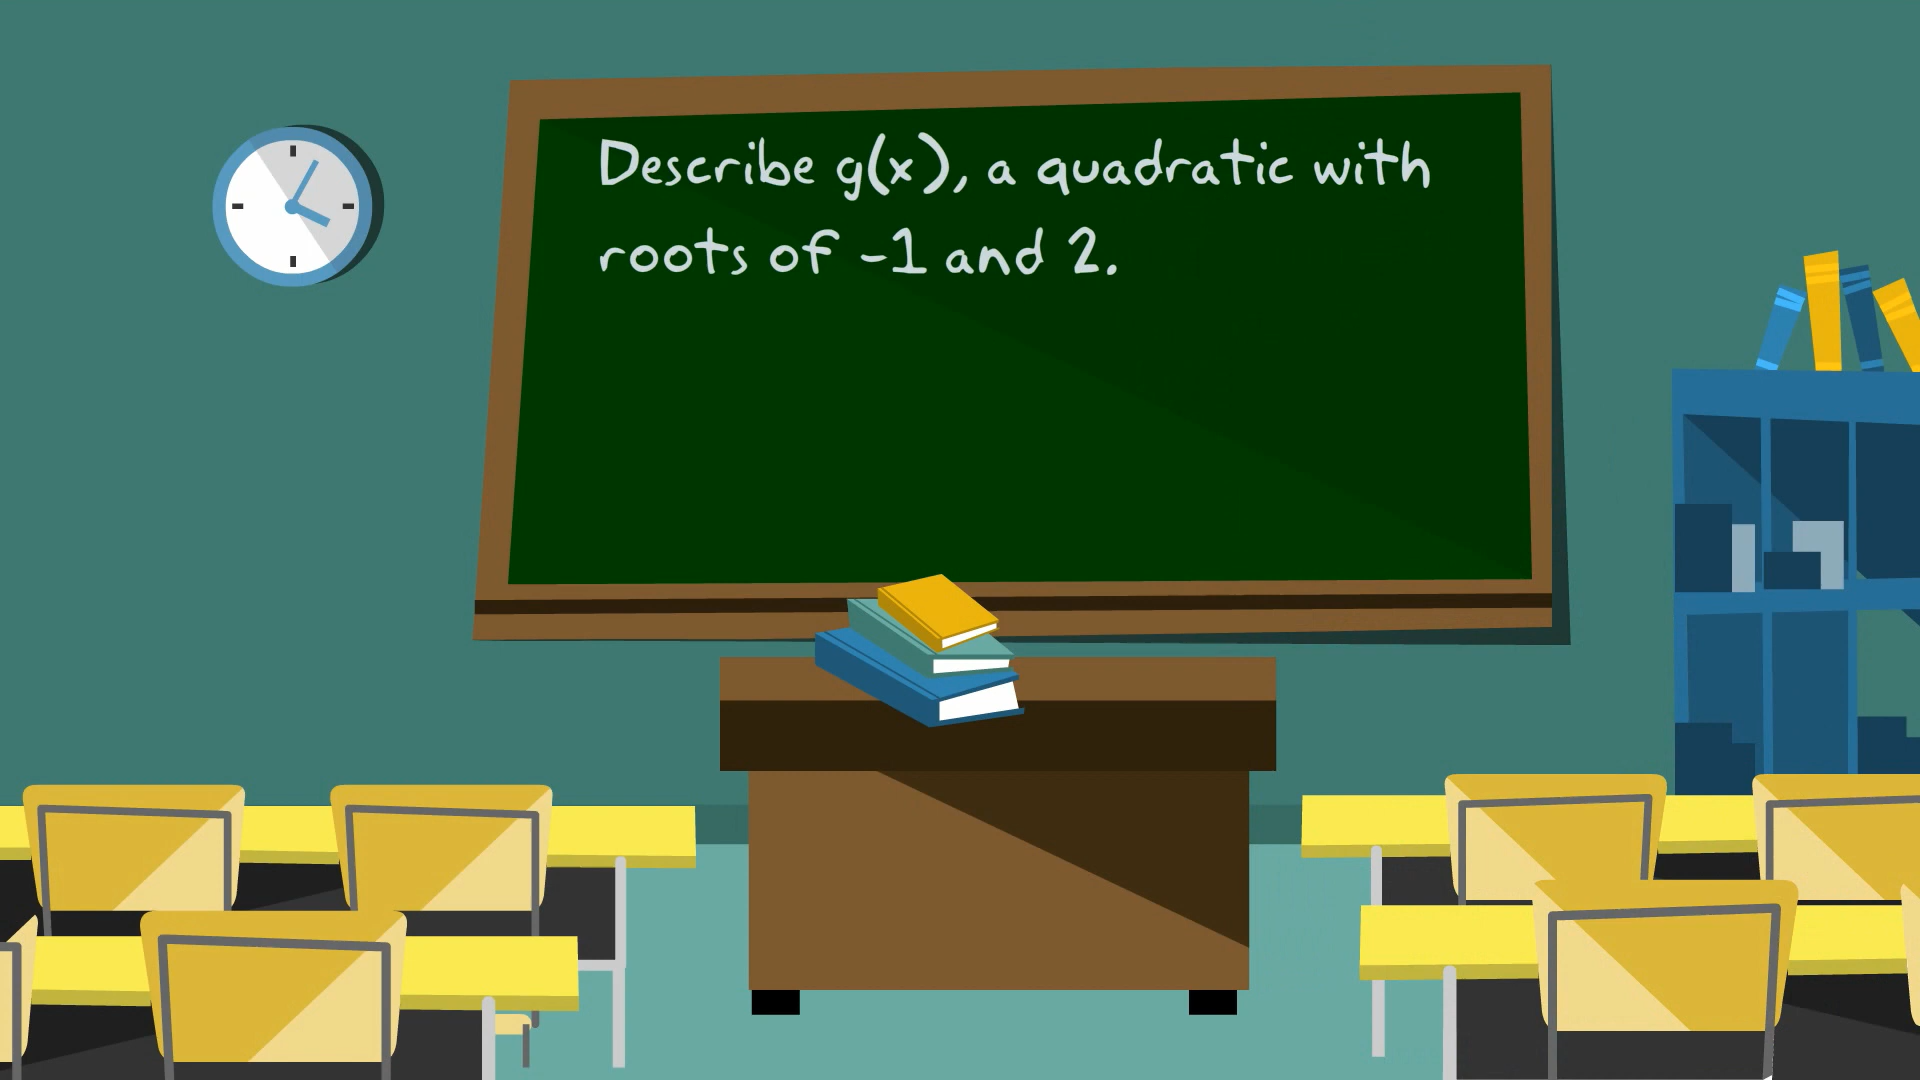 Describe g(x), a quadratic with
roots of -1 and 2.